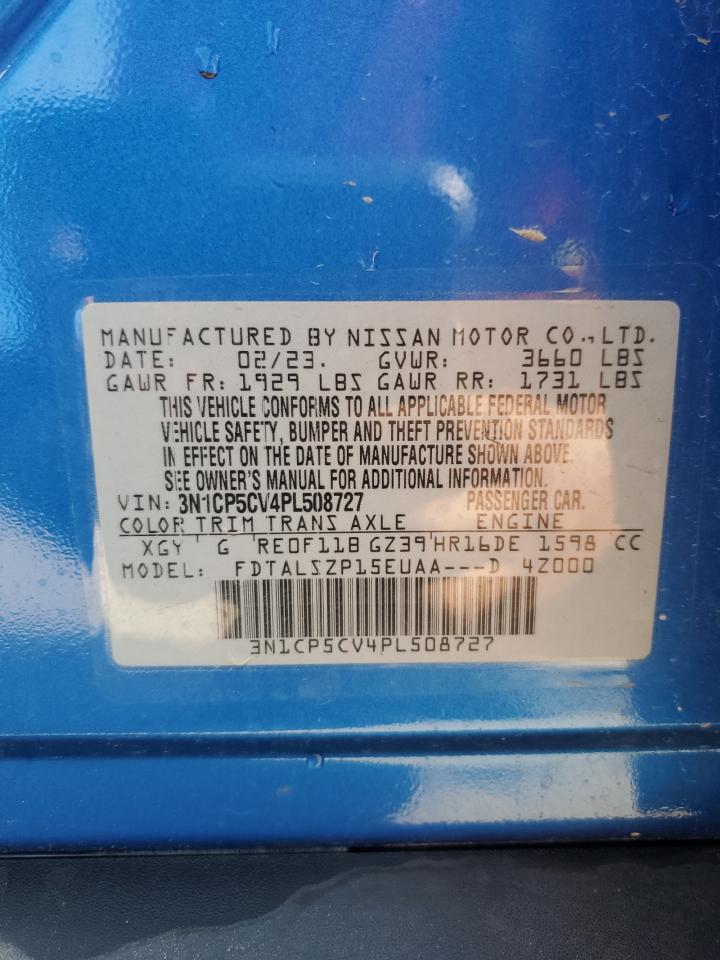 MANUFACTURED BY NISSAN MOTOR CO.,LTD.
DATE: 02/23. GVWR: 3660 LBS
GAWR FR: 1929 LBS GAWR RR: 1731 LBS
THIS VEHICLE CONFORMS TO ALL APPLICABLE FEDERAL MOTOR
VEHICLE SAFETY, BUMPER AND THEFT PREVENTION STANDARDS
IN EFFECT ON THE DATE OF MANUFACTURE SHOWN ABOVE.
SEE OWNER'S MANUAL FOR ADDITIONAL INFORMATION.
VIN: 3N1CP5CV4PL508727 PASSENGER CAR.
COLOR TRIM TRANS AXLE ENGINE
XGY G RE0F11B GZ39 HR16DE 1598 CC
MODEL: FDTALSZP15EUAA---D 4Z000
3N1CP5CV4PL508727